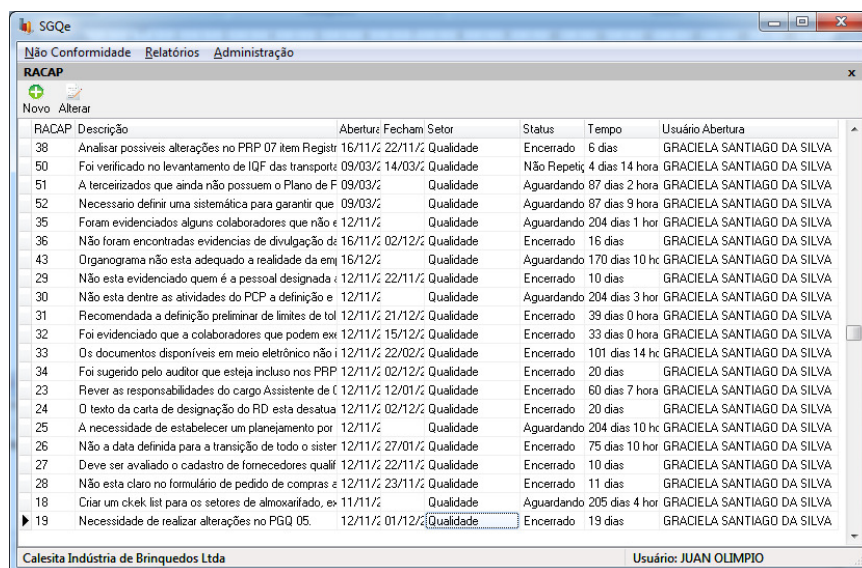 SGQe
Não Conformidade Relatórios Administração
RACAP x
Novo Alterar
RACAP Descrição Abertura Fecham Setor Status Tempo Usuário Abertura
38 Analisar possiveis alterações no PRP 07 item Registr 16/11/2 22/11/2 Qualidade Encerrado 6 dias GRACIELA SANTIAGO DA SILVA
50 Foi verificado no levantamento de IQF das transporta 09/03/2 14/03/2 Qualidade Não Repetiç 4 dias 14 hora GRACIELA SANTIAGO DA SILVA
51 A terceirizados que ainda não possuem o Plano de F 09/03/2 Qualidade Aguardando 87 dias 2 hora GRACIELA SANTIAGO DA SILVA
52 Necessario definir uma sistemática para garantir que 09/03/2 Qualidade Aguardando 87 dias 9 hora GRACIELA SANTIAGO DA SILVA
35 Foram evidenciados alguns colaboradores que não e 12/11/2 Qualidade Aguardando 204 dias 1 hor GRACIELA SANTIAGO DA SILVA
36 Não foram encontradas evidencias de divulgação da 16/11/2 02/12/2 Qualidade Encerrado 16 dias GRACIELA SANTIAGO DA SILVA
43 Organograma não esta adequado a realidade da emp 16/12/2 Qualidade Aguardando 170 dias 10 ho GRACIELA SANTIAGO DA SILVA
29 Não esta evidenciado quem é a pessoal designada a 12/11/2 22/11/2 Qualidade Encerrado 10 dias GRACIELA SANTIAGO DA SILVA
30 Não esta dentre as atividades do PCP a definição e 12/11/2 Qualidade Aguardando 204 dias 3 hor GRACIELA SANTIAGO DA SILVA
31 Recomendada a definição preliminar de limites de tol 12/11/2 21/12/2 Qualidade Encerrado 39 dias 0 hora GRACIELA SANTIAGO DA SILVA
32 Foi evidenciado que a colaboradores que podem exe 12/11/2 15/12/2 Qualidade Encerrado 33 dias 0 hora GRACIELA SANTIAGO DA SILVA
33 Os documentos disponíveis em meio eletrônico não i 12/11/2 22/02/2 Qualidade Encerrado 101 dias 14 ho GRACIELA SANTIAGO DA SILVA
34 Foi sugerido pelo auditor que esteja incluso nos PRP 12/11/2 02/12/2 Qualidade Encerrado 20 dias GRACIELA SANTIAGO DA SILVA
23 Rever as responsabilidades do cargo Assistente de 12/11/2 12/01/2 Qualidade Encerrado 60 dias 7 hora GRACIELA SANTIAGO DA SILVA
24 O texto da carta de designação do RD esta desatua 12/11/2 02/12/2 Qualidade Encerrado 20 dias GRACIELA SANTIAGO DA SILVA
25 A necessidade de estabelecer um planejamento por 12/11/2 Qualidade Aguardando 204 dias 10 ho GRACIELA SANTIAGO DA SILVA
26 Não a data definida para a transição de todo o sister 12/11/2 27/01/2 Qualidade Encerrado 75 dias 10 hor GRACIELA SANTIAGO DA SILVA
27 Deve ser avaliado o cadastro de fornecedores qualif 12/11/2 22/11/2 Qualidade Encerrado 10 dias GRACIELA SANTIAGO DA SILVA
28 Não esta claro no formulário de pedido de compras a 12/11/2 23/11/2 Qualidade Encerrado 11 dias GRACIELA SANTIAGO DA SILVA
18 Criar um ckek list para os setores de almoxarifado, ex 11/11/2 Qualidade Aguardando 205 dias 4 hor GRACIELA SANTIAGO DA SILVA
19 Necessidade de realizar alterações no PGQ 05. 12/11/2 01/12/2 Qualidade Encerrado 19 dias GRACIELA SANTIAGO DA SILVA
Calesita Indústria de Brinquedos Ltda Usuário: JUAN OLIMPIO